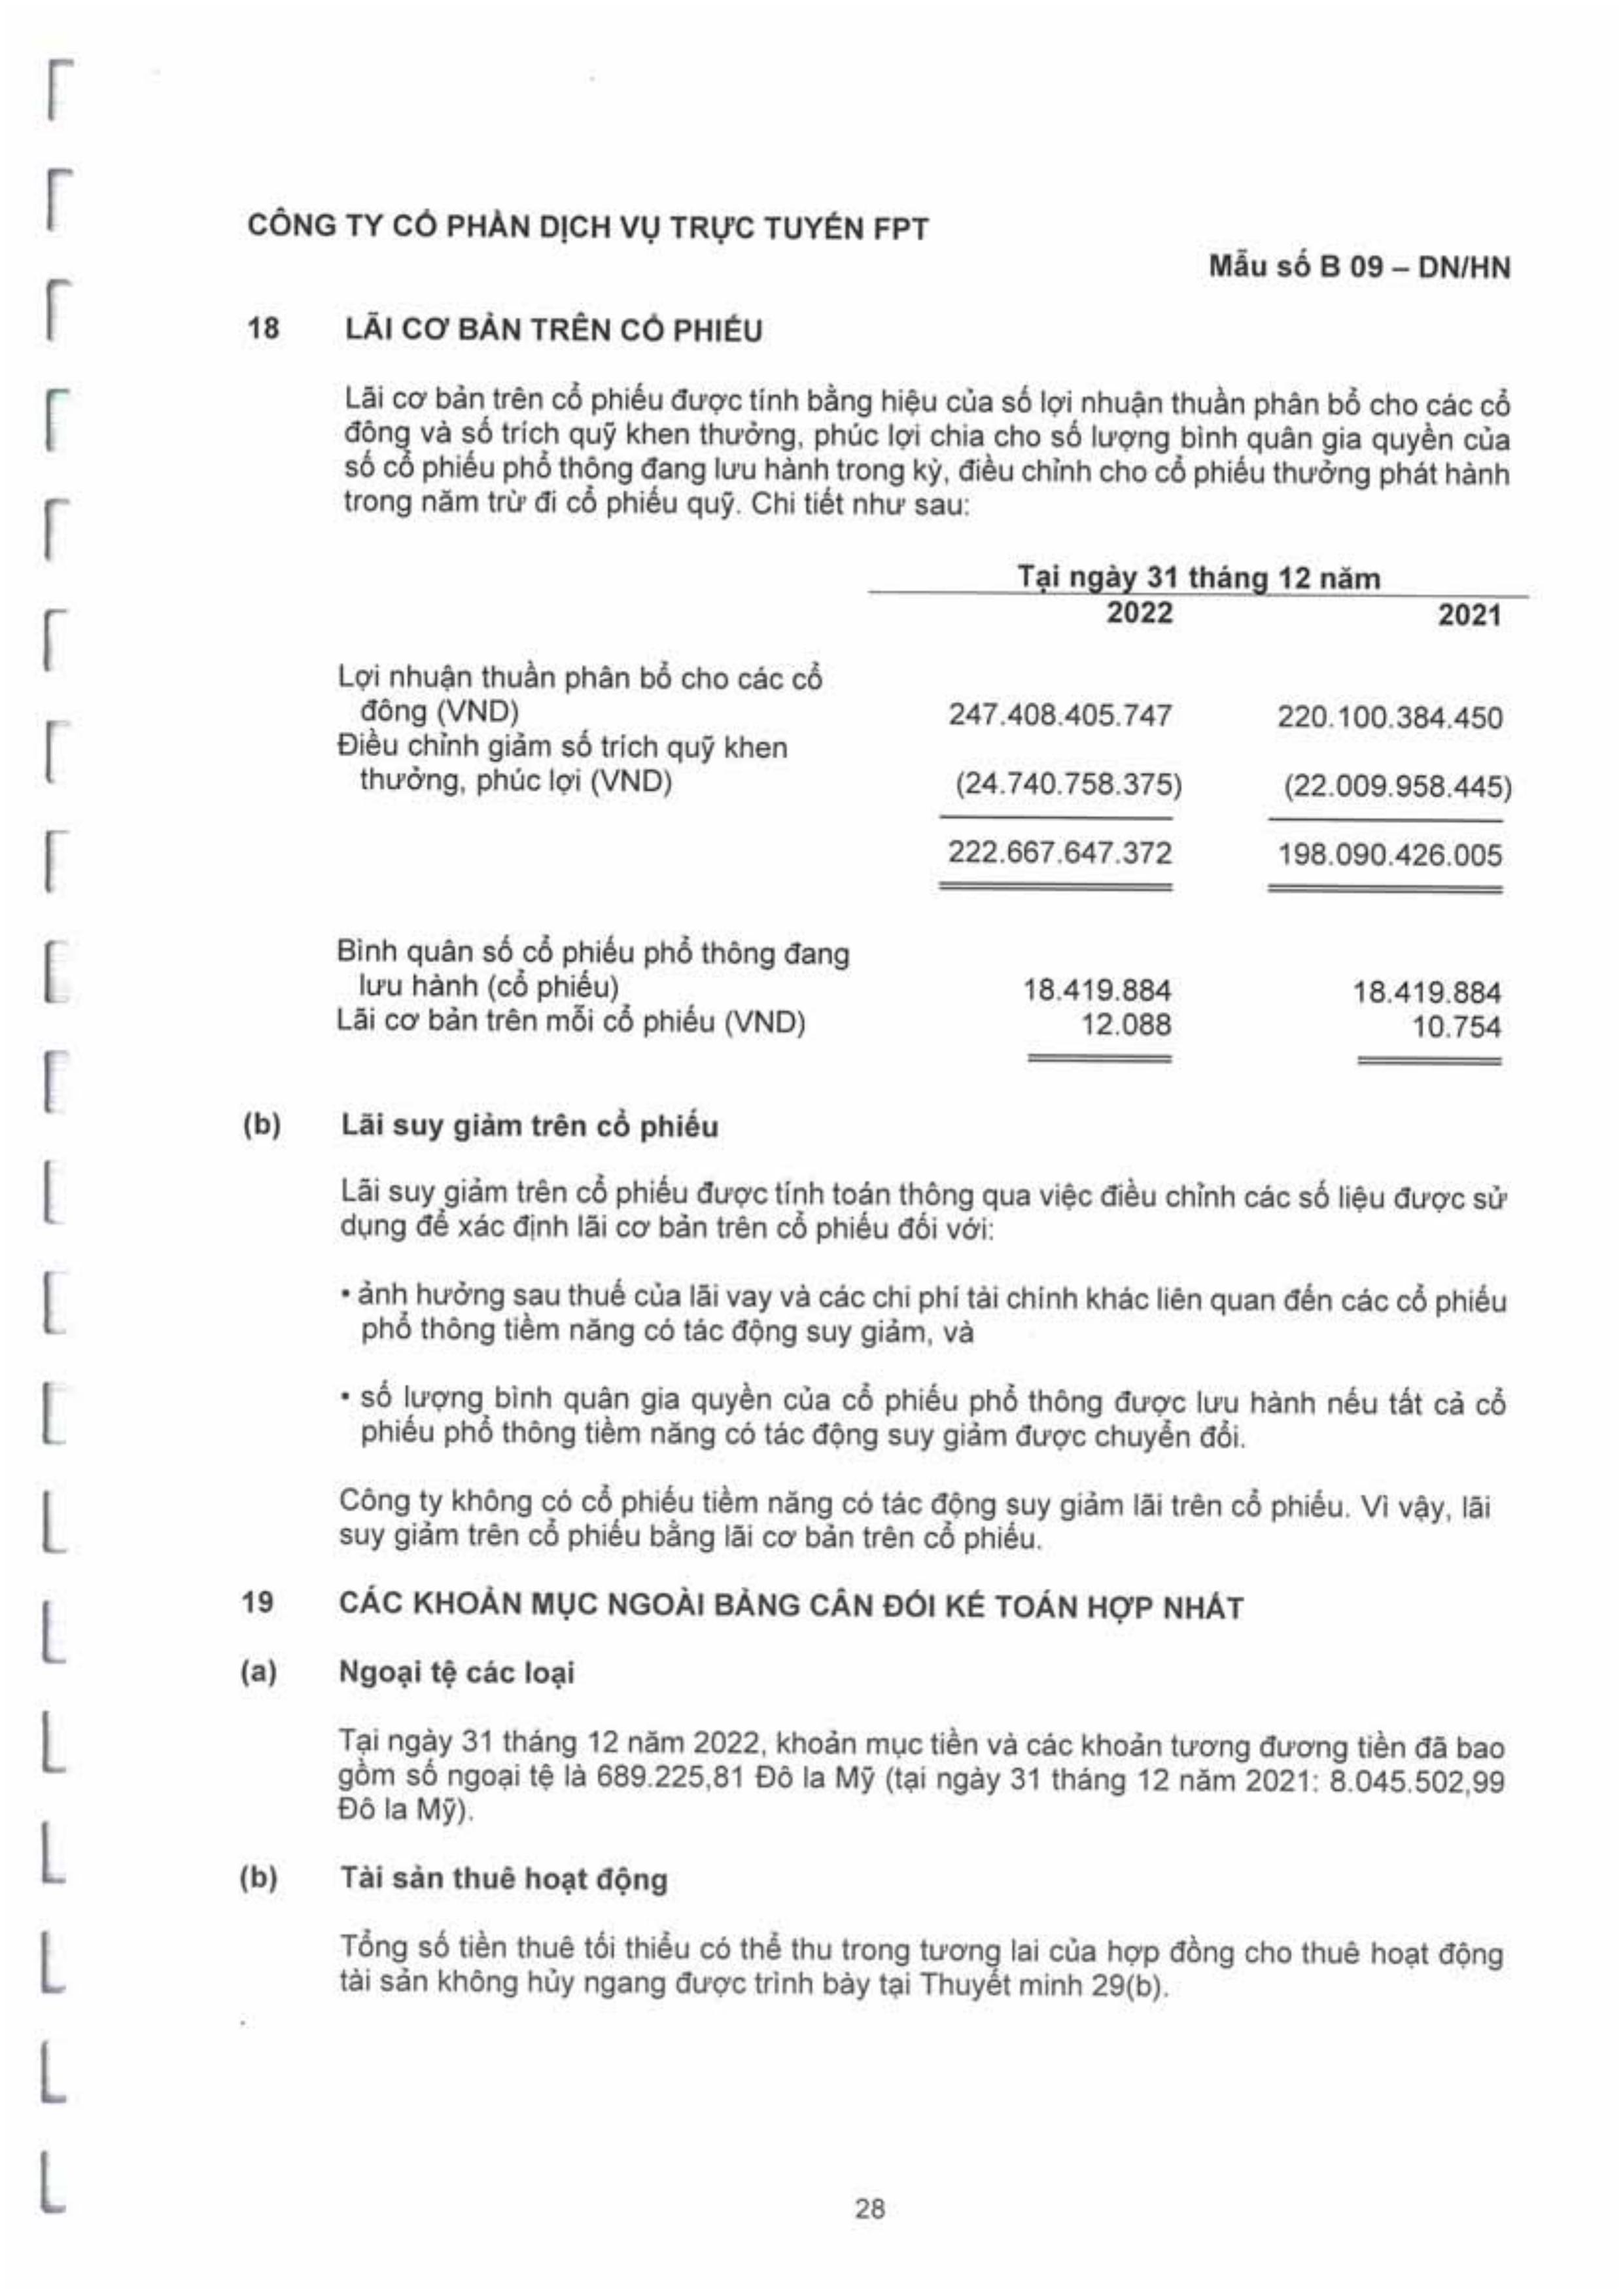 CÔNG TY CỔ PHẦN DỊCH VỤ TRỰC TUYẾN FPT
Mẫu số B 09 – DN/HN
18 LÃI CƠ BẢN TRÊN CỔ PHIẾU
Lãi cơ bản trên cổ phiếu được tính bằng hiệu của số lợi nhuận thuần phân bổ cho các cổ
đông và số trích quỹ khen thưởng, phúc lợi chia cho số lượng bình quân gia quyền của
số cổ phiếu phổ thông đang lưu hành trong kỳ, điều chỉnh cho cổ phiếu thưởng phát hành
trong năm trừ đi cổ phiếu quỹ. Chi tiết như sau:
Tại ngày 31 tháng 12 năm
2022 2021
Lợi nhuận thuần phân bổ cho các cổ
đông (VND) 247.408.405.747 220.100.384.450
Điều chỉnh giảm số trích quỹ khen
thưởng, phúc lợi (VND) (24.740.758.375) (22.009.958.445)
222.667.647.372 198.090.426.005
Bình quân số cổ phiếu phổ thông đang
lưu hành (cổ phiếu) 18.419.884 18.419.884
Lãi cơ bản trên mỗi cổ phiếu (VND) 12.088 10.754
(b) Lãi suy giảm trên cổ phiếu
Lãi suy giảm trên cổ phiếu được tính toán thông qua việc điều chỉnh các số liệu được sử
dụng để xác định lãi cơ bản trên cổ phiếu đối với:
• ảnh hưởng sau thuế của lãi vay và các chi phí tài chính khác liên quan đến các cổ phiếu
phổ thông tiềm năng có tác động suy giảm, và
• số lượng bình quân gia quyền của cổ phiếu phổ thông được lưu hành nếu tất cả cổ
phiếu phổ thông tiềm năng có tác động suy giảm được chuyển đổi.
Công ty không có cổ phiếu tiềm năng có tác động suy giảm lãi trên cổ phiếu. Vì vậy, lãi
suy giảm trên cổ phiếu bằng lãi cơ bản trên cổ phiếu.
19 CÁC KHOẢN MỤC NGOÀI BẢNG CÂN ĐỐI KẾ TOÁN HỢP NHẤT
(a) Ngoại tệ các loại
Tại ngày 31 tháng 12 năm 2022, khoản mục tiền và các khoản tương đương tiền đã bao
gồm số ngoại tệ là 689.225,81 Đô la Mỹ (tại ngày 31 tháng 12 năm 2021: 8.045.502,99
Đô la Mỹ).
(b) Tài sản thuê hoạt động
Tổng số tiền thuê tối thiểu có thể thu trong tương lai của hợp đồng cho thuê hoạt động
tài sản không hủy ngang được trình bày tại Thuyết minh 29(b).
28